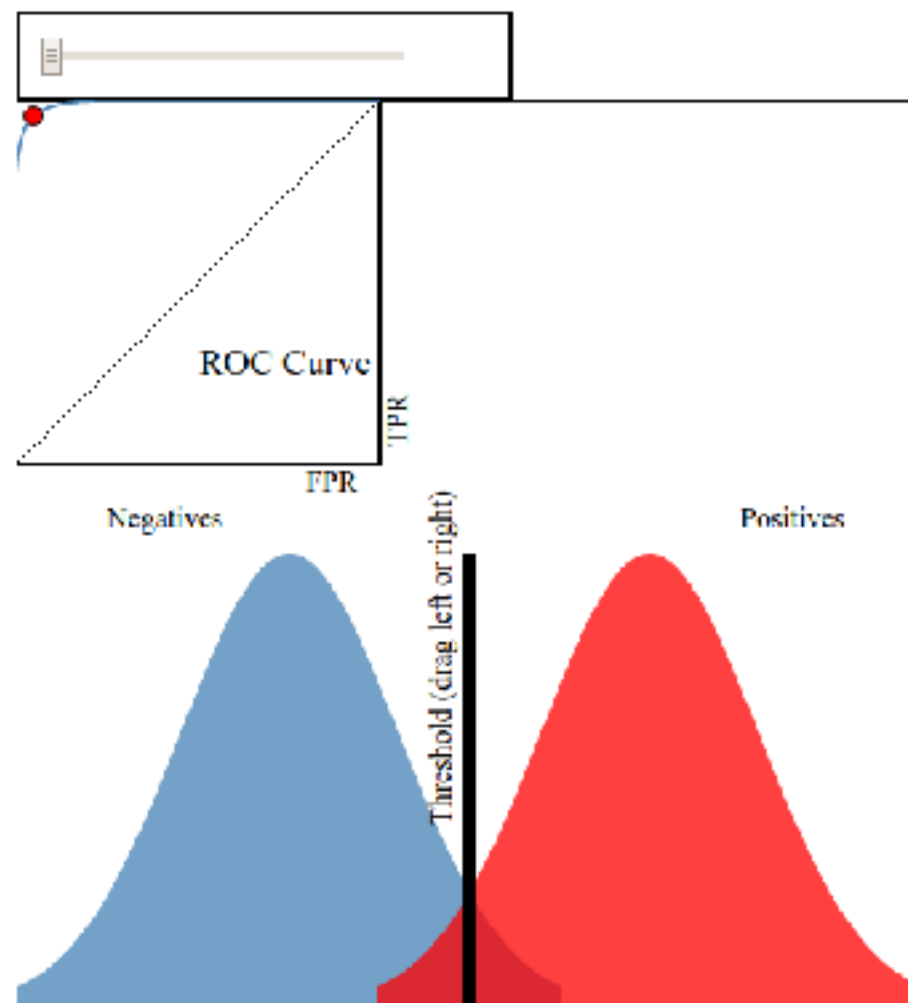 ROC Curve
TPR
FPR
Negatives
Positives
Threshold (drag left or right)